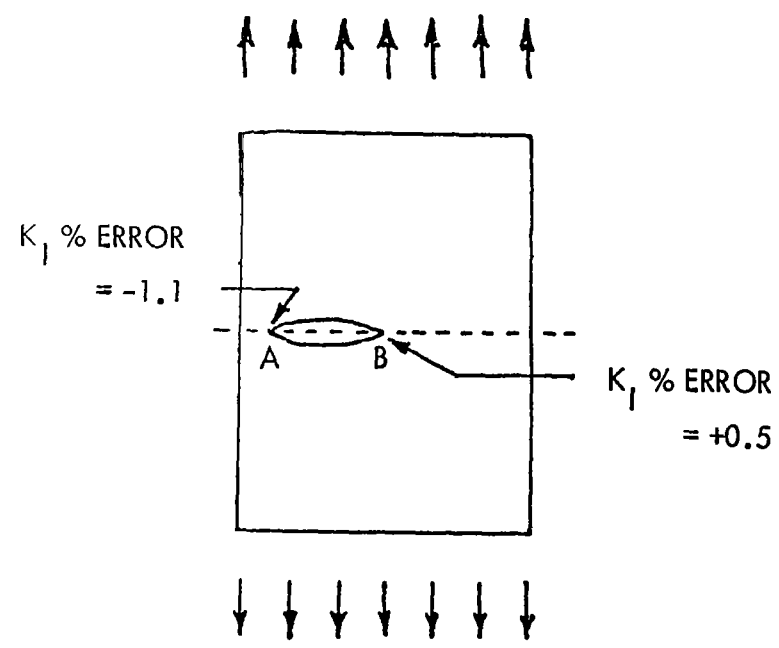 K_I % ERROR
= -1.1
A B
K_I % ERROR
= +0.5